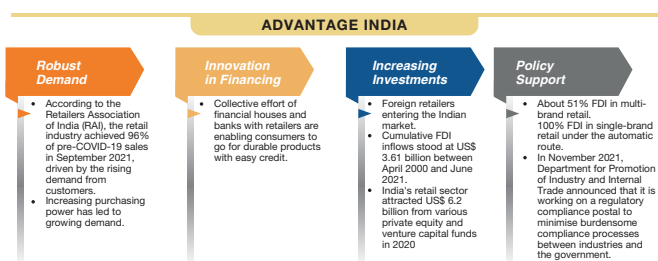 ADVANTAGE INDIA
Robust
Demand
• According to the
Retailers Association
of India (RAI), the retail
industry achieved 96%
of pre-COVID-19 sales
in September 2021,
driven by the rising
demand from
customers.
• Increasing purchasing
power has led to
growing demand.
Innovation
in Financing
• Collective effort of
financial houses and
banks with retailers are
enabling consumers to
go for durable products
with easy credit.
Increasing
Investments
• Foreign retailers
entering the Indian
market.
• Cumulative FDI
inflows stood at US$
3.61 billion between
April 2000 and June
2021.
• India's retail sector
attracted US$ 6.2
billion from various
private equity and
venture capital funds
in 2020
Policy
Support
• About 51% FDI in multi-
brand retail.
100% FDI in single-brand
retail under the automatic
route.
• In November 2021,
Department for Promotion
of Industry and Internal
Trade announced that it is
working on a regulatory
compliance postal to
minimise burdensome
compliance processes
between industries and
the government.